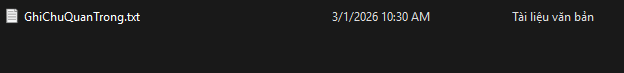 GhiChuQuanTrong.txt 3/1/2026 10:30 AM Tài liệu văn bản